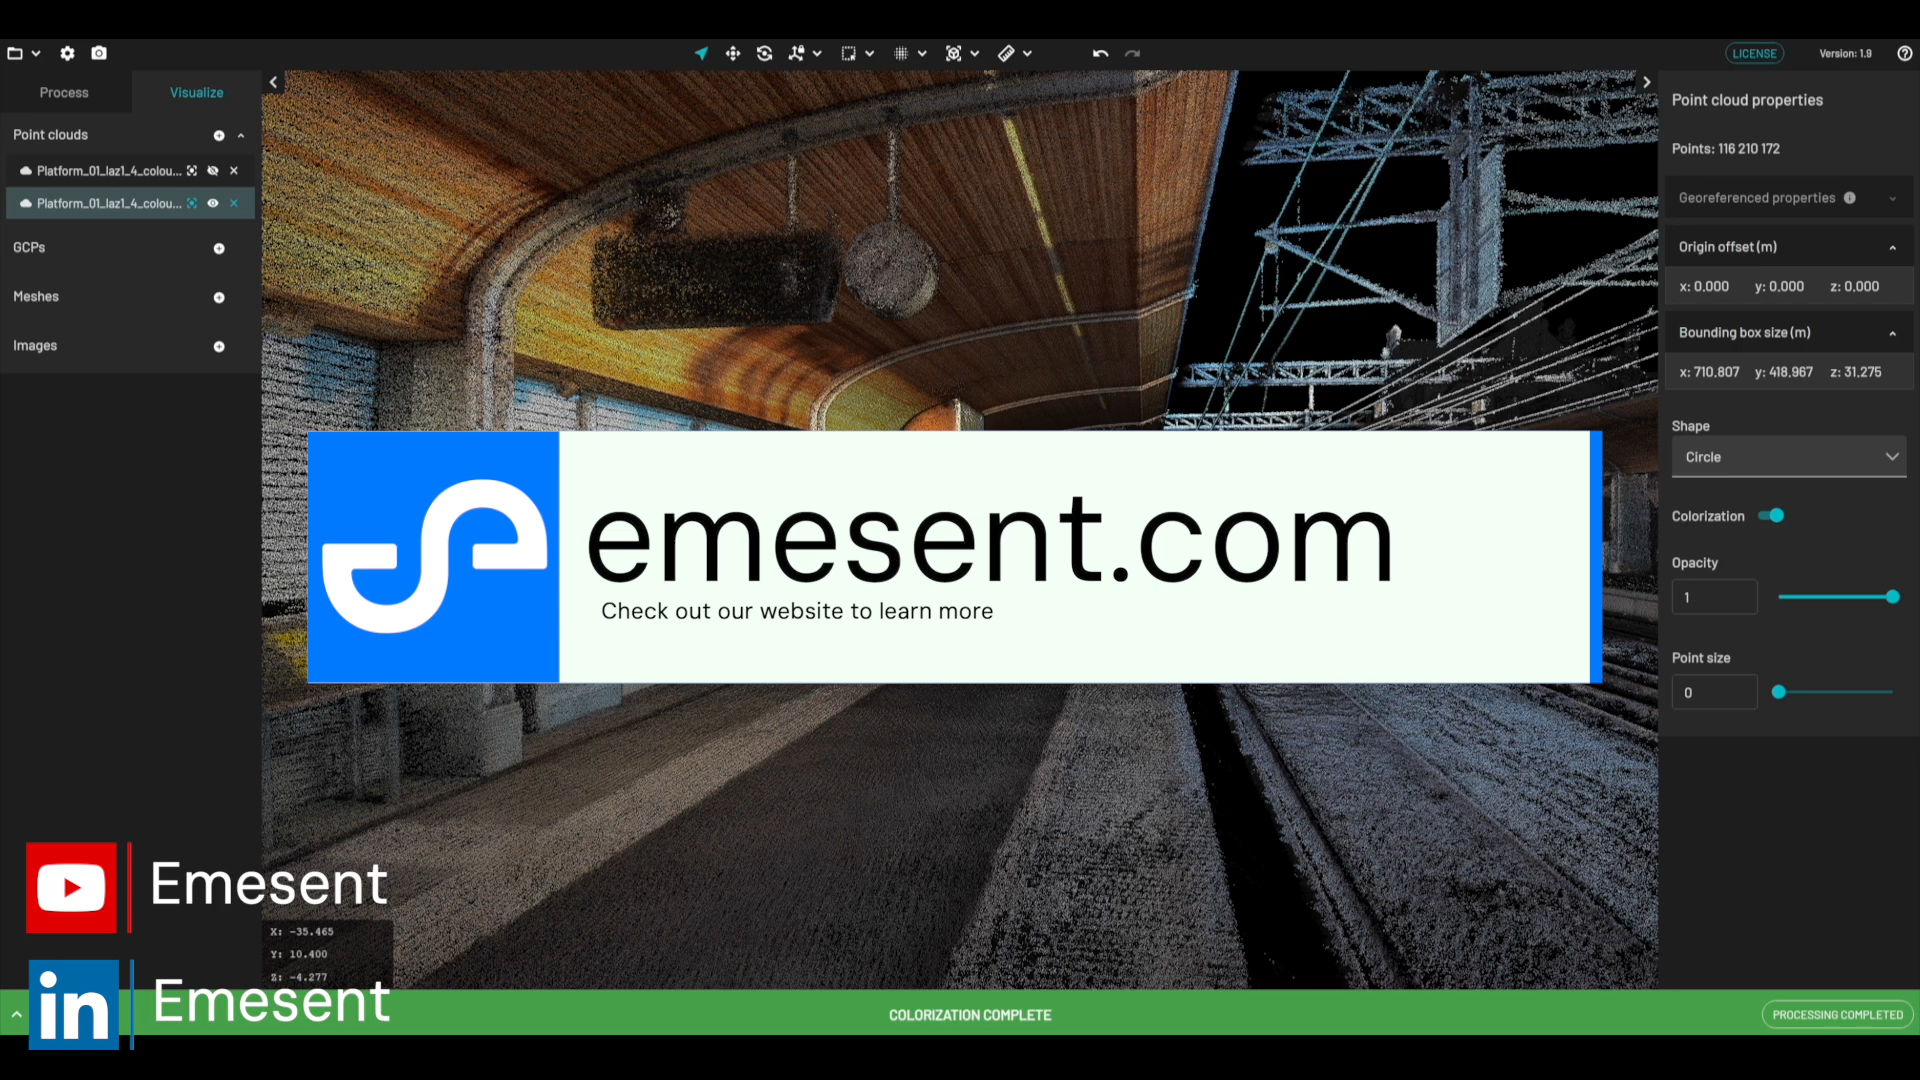 LICENSE
Version: 1.9
Process
Visualize
Point clouds
Platform_01_laz1_4_colou...
Platform_01_laz1_4_colou...
GCPs
Meshes
Images
Point cloud properties
Points: 116 210 172
Georeferenced properties
Origin offset (m)
x: 0.000 y: 0.000 z: 0.000
Bounding box size (m)
x: 710.807 y: 418.967 z: 31.275
Shape
Circle
Colorization
Opacity
1
Point size
0
emesent.com
Check out our website to learn more
Emesent
X: -35.465
Y: 10.400
Z: -4.277
in
Emesent
COLORIZATION COMPLETE
PROCESSING COMPLETED